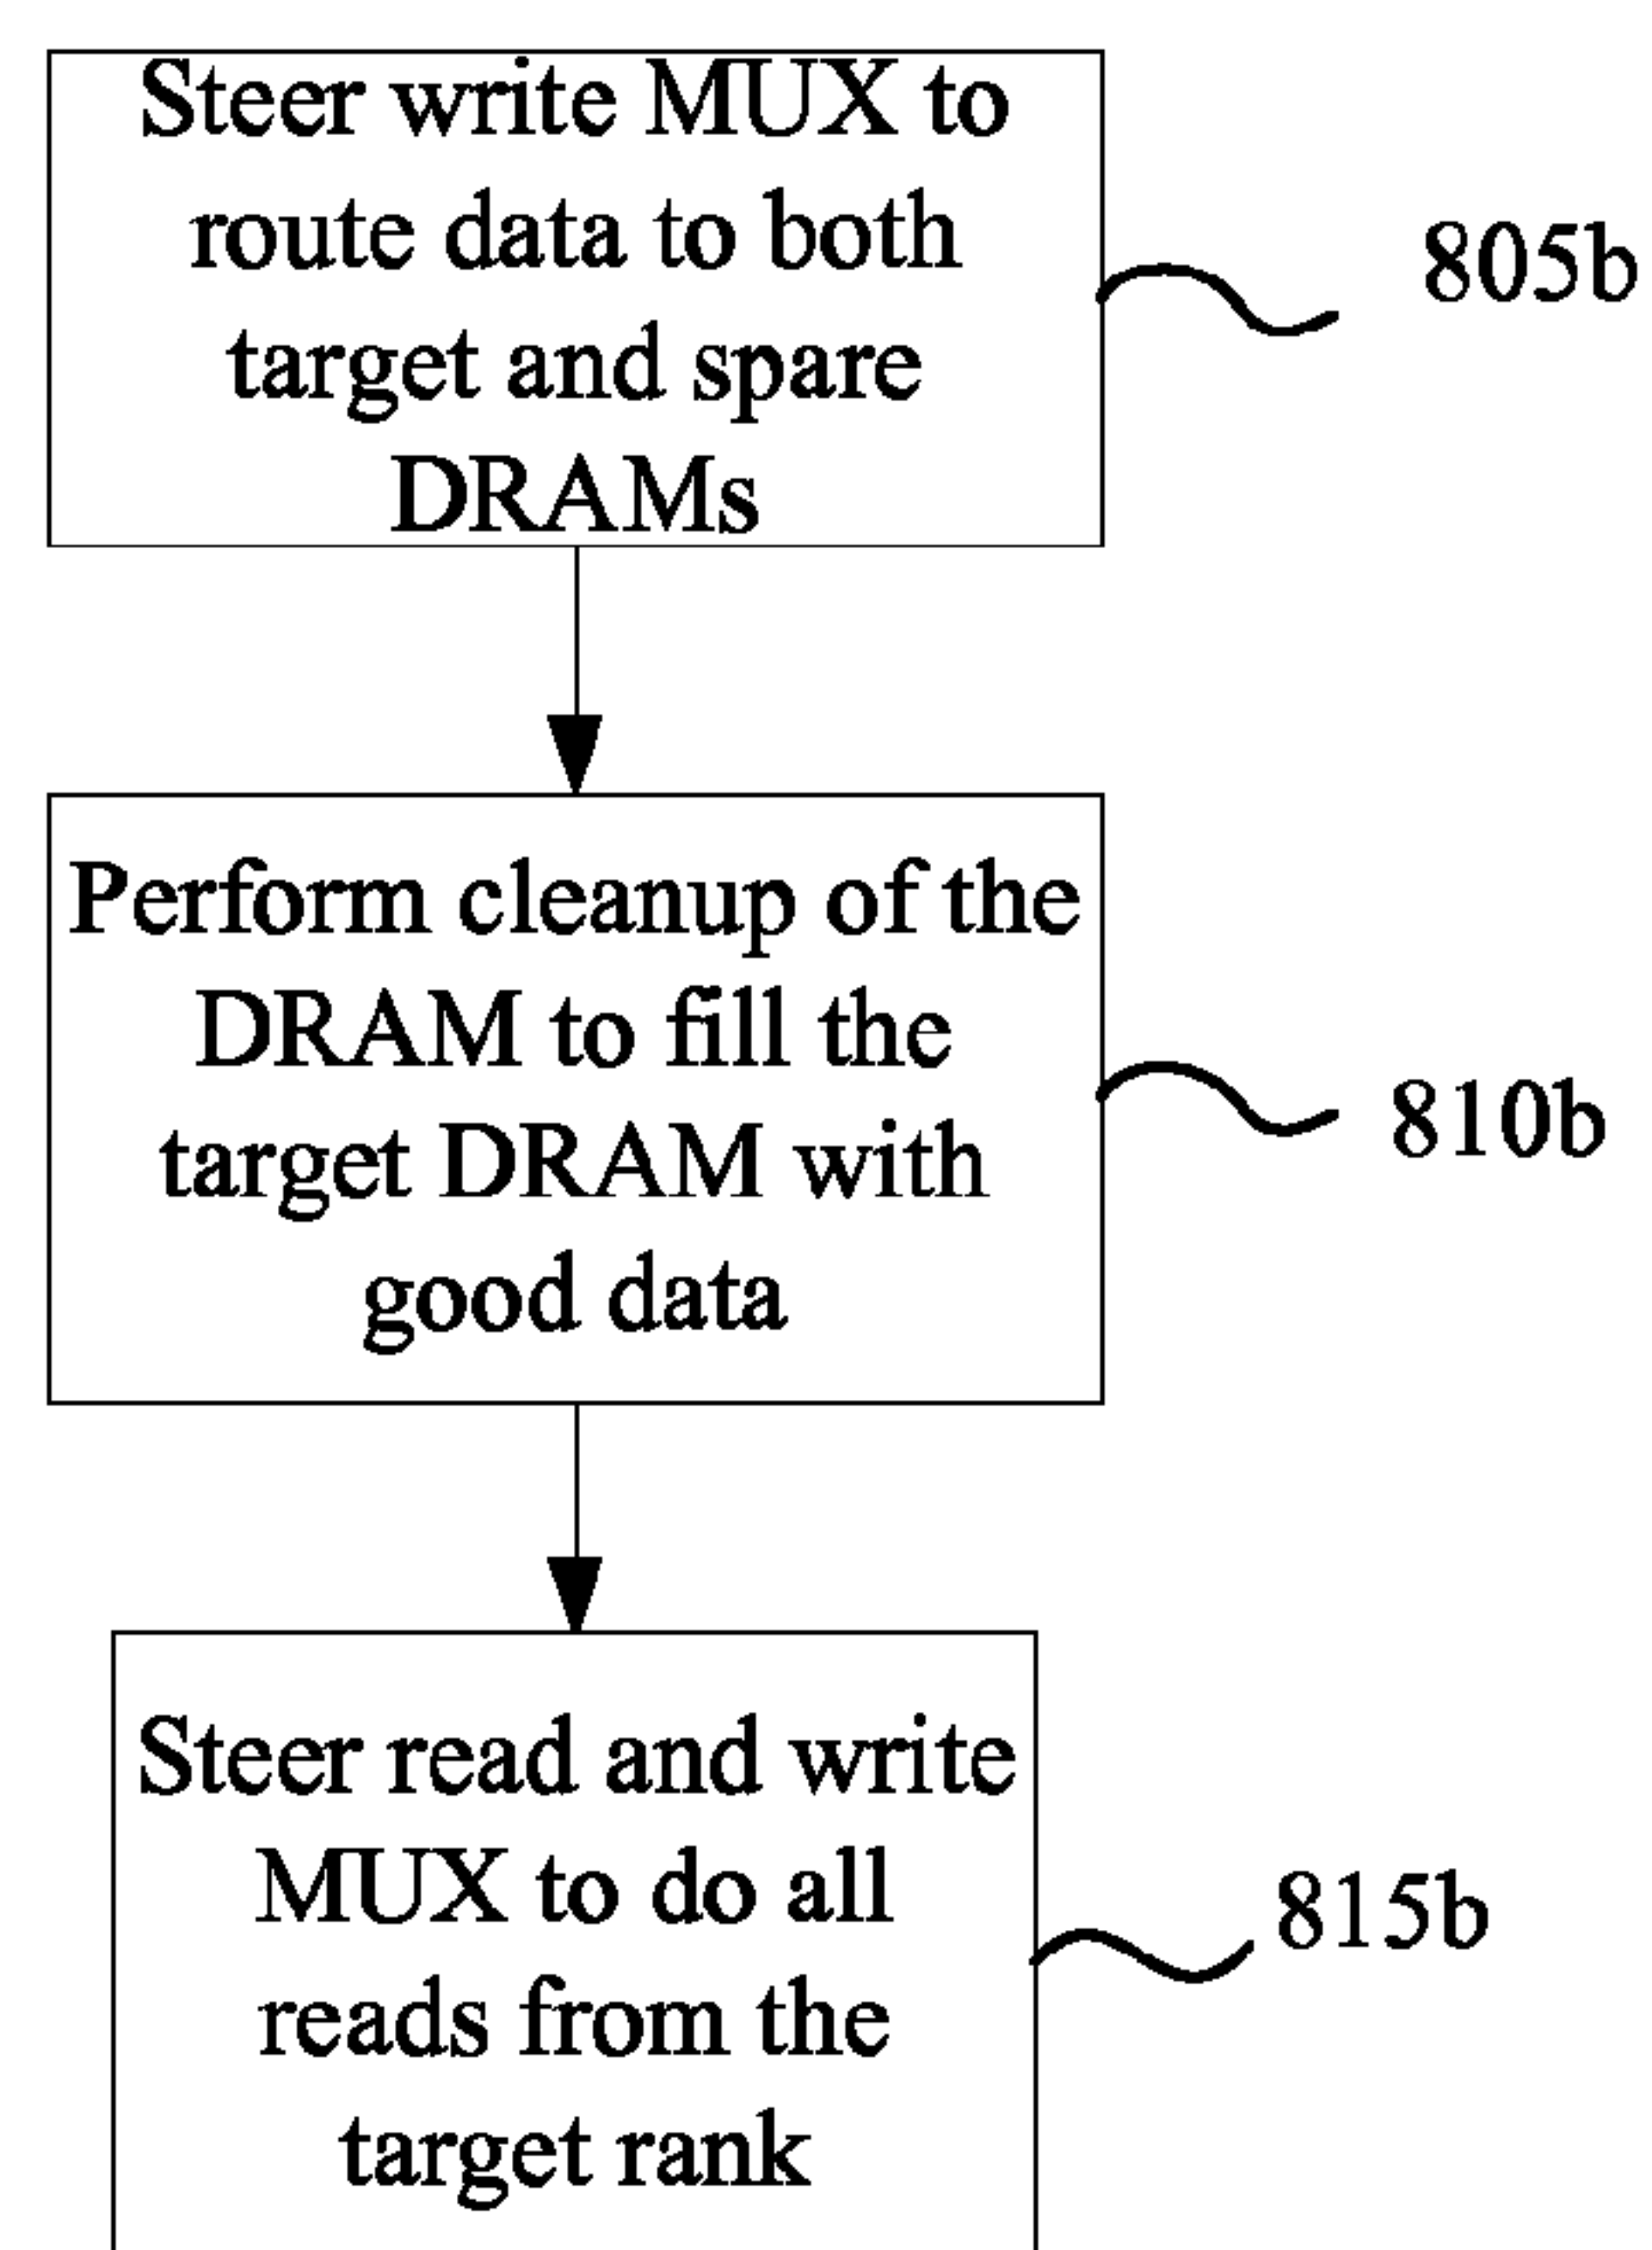 Steer write MUX to
route data to both
target and spare
DRAMs
805b
Perform cleanup of the
DRAM to fill the
target DRAM with
good data
810b
Steer read and write
MUX to do all
reads from the
target rank
815b